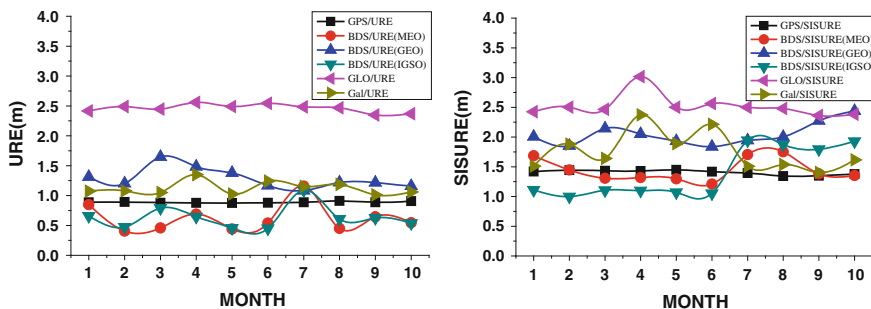 4.0
3.5
3.0
2.5
2.0
1.5
1.0
0.5
0.0
URE(m)
GPS/URE
BDS/URE(MEO)
BDS/URE(GEO)
BDS/URE(IGSO)
GLO/URE
Gal/URE
1 2 3 4 5 6 7 8 9 10
MONTH
4.0
3.5
3.0
2.5
2.0
1.5
1.0
0.5
0.0
SISURE(m)
GPS/SISURE
BDS/SISURE(MEO)
BDS/SISURE(GEO)
BDS/SISURE(IGSO)
GLO/SISURE
Gal/SISURE
1 2 3 4 5 6 7 8 9 10
MONTH